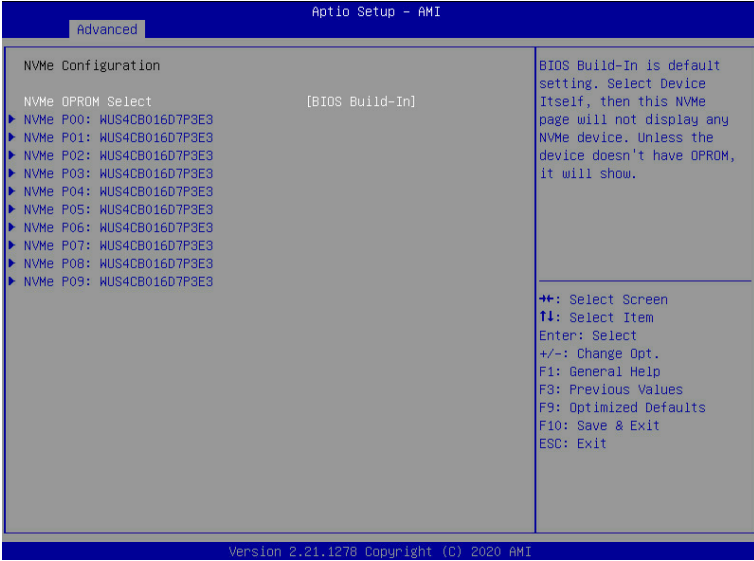 Aptio Setup – AMI
Advanced
NVMe Configuration
NVMe OPROM Select [BIOS Build-In]
NVMe P00: WUS4CB016D7P3E3
NVMe P01: WUS4CB016D7P3E3
NVMe P02: WUS4CB016D7P3E3
NVMe P03: WUS4CB016D7P3E3
NVMe P04: WUS4CB016D7P3E3
NVMe P05: WUS4CB016D7P3E3
NVMe P06: WUS4CB016D7P3E3
NVMe P07: WUS4CB016D7P3E3
NVMe P08: WUS4CB016D7P3E3
NVMe P09: WUS4CB016D7P3E3
BIOS Build-In is default
setting. Select Device
Itself, then this NVMe
page will not display any
NVMe device. Unless the
device doesn't have OPROM,
it will show.
→←: Select Screen
↑↓: Select Item
Enter: Select
+/-: Change Opt.
F1: General Help
F3: Previous Values
F9: Optimized Defaults
F10: Save & Exit
ESC: Exit
Version 2.21.1278 Copyright (C) 2020 AMI